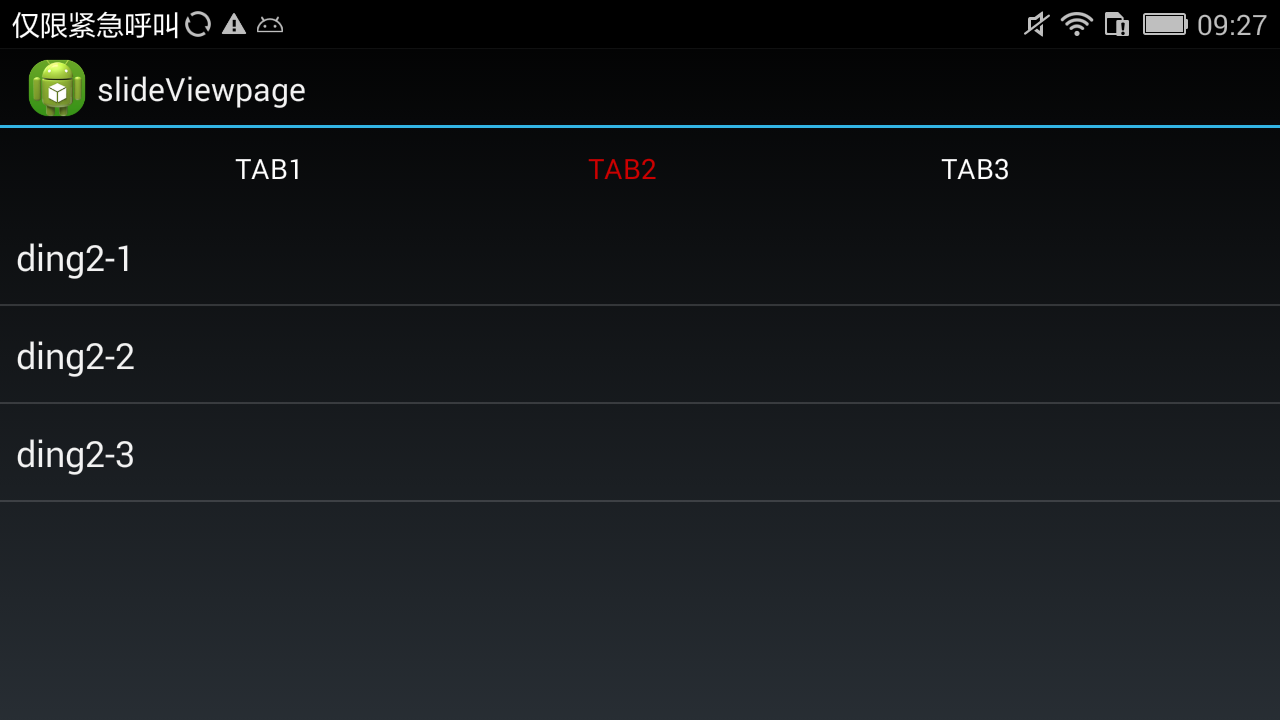 仅限紧急呼叫 09:27
slideViewpage
TAB1 TAB2 TAB3
ding2-1
ding2-2
ding2-3